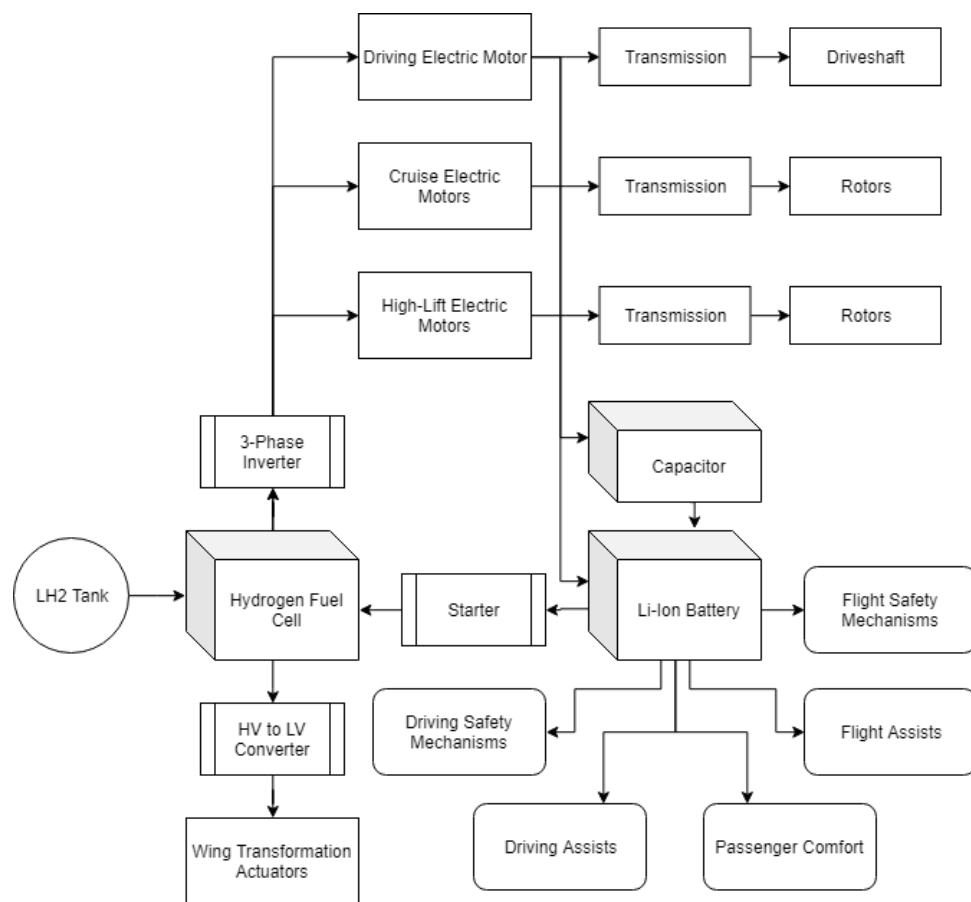 Driving Electric Motor
Transmission
Driveshaft
Cruise Electric
Motors
Transmission
Rotors
High-Lift Electric
Motors
Transmission
Rotors
3-Phase
Inverter
Capacitor
LH2 Tank
Hydrogen Fuel
Cell
Starter
Li-Ion Battery
Flight Safety
Mechanisms
HV to LV
Converter
Driving Safety
Mechanisms
Flight Assists
Wing Transformation
Actuators
Driving Assists
Passenger Comfort